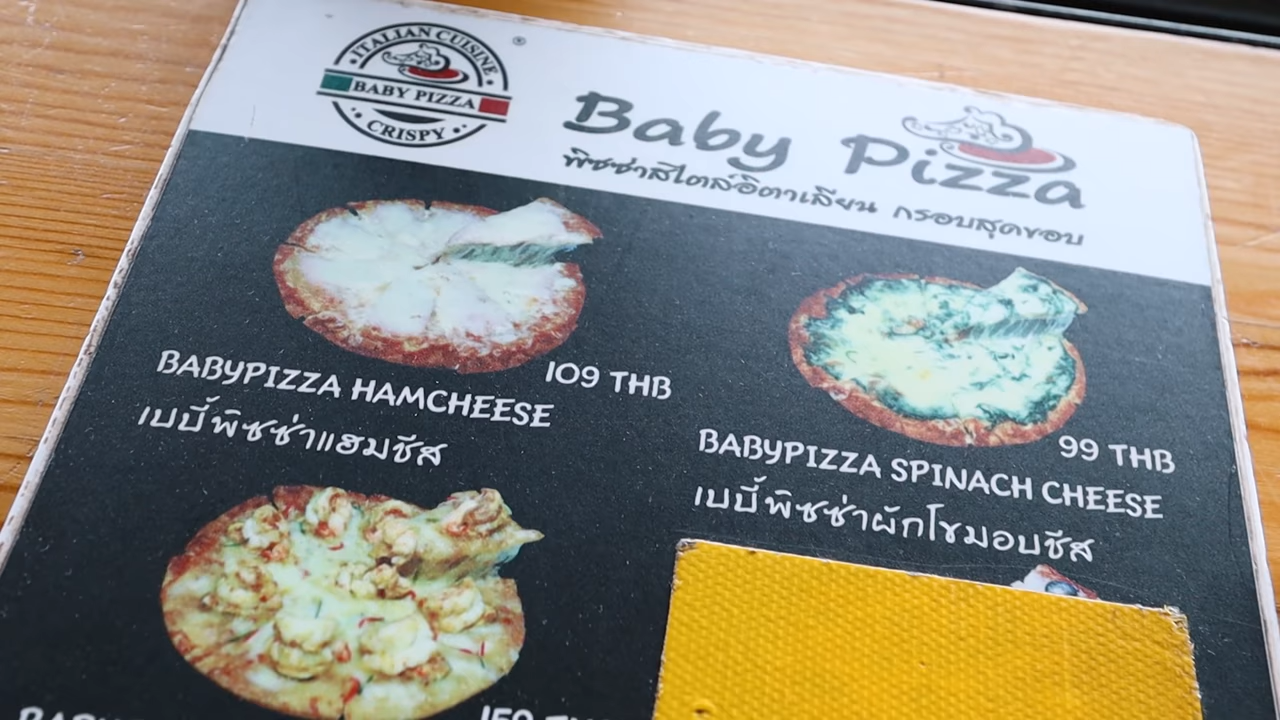 ITALIAN CUISINE
BABY PIZZA
CRISPY
®
Baby Pizza
พิซซ่าสไตล์อิตาเลียน กรอบสุดขอบ
109 THB
BABYPIZZA HAMCHEESE
เบบี้พิซซ่าแฮมชีส
99 THB
BABYPIZZA SPINACH CHEESE
เบบี้พิซซ่าผักโขมอบชีส